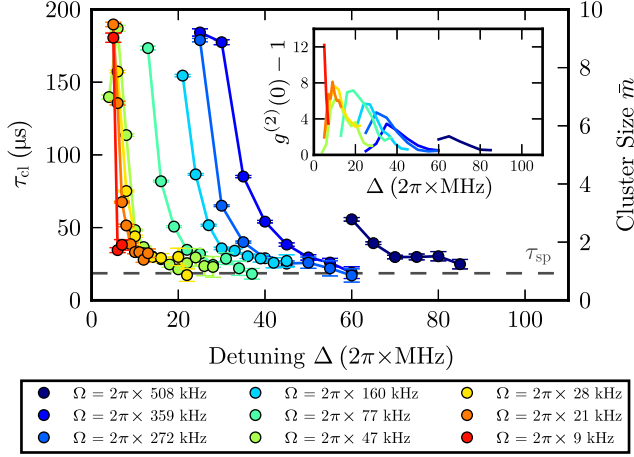 200
150
100
50
0
τcl (μs)
0 20 40 60 80 100
Detuning Δ (2π×MHz)
10
8
6
4
2
0
Cluster Size m̄
τsp
12
8
4
0
g(2)(0) − 1
0 20 40 60 80 100
Δ (2π×MHz)
Ω = 2π× 508 kHz
Ω = 2π× 359 kHz
Ω = 2π× 272 kHz
Ω = 2π× 160 kHz
Ω = 2π× 77 kHz
Ω = 2π× 47 kHz
Ω = 2π× 28 kHz
Ω = 2π× 21 kHz
Ω = 2π× 9 kHz